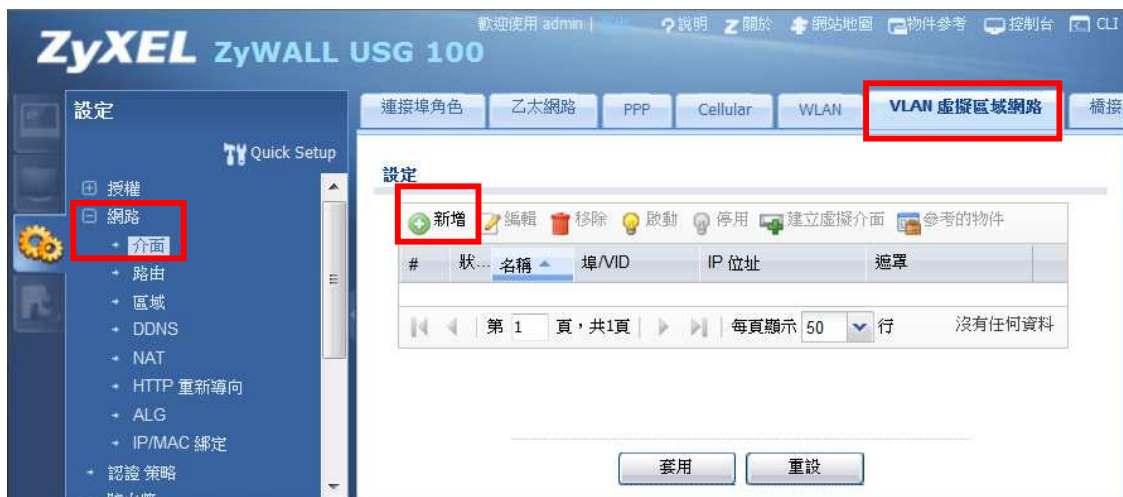 歡迎使用 admin | 說明 關於 網站地圖 物件參考 控制台 CLI
ZyXEL ZyWALL USG 100
設定
連接埠角色 乙太網路 PPP Cellular WLAN VLAN 虛擬區域網路 橋接
Quick Setup
設定
授權
網路
介面
路由
區域
DDNS
NAT
HTTP 重新導向
ALG
IP/MAC 綁定
認證 策略
新增 編輯 移除 啟動 停用 建立虛擬介面 參考的物件
# 狀... 名稱 埠/VID IP 位址 遮罩
第 1 頁,共1頁 每頁顯示 50 行 沒有任何資料
套用 重設